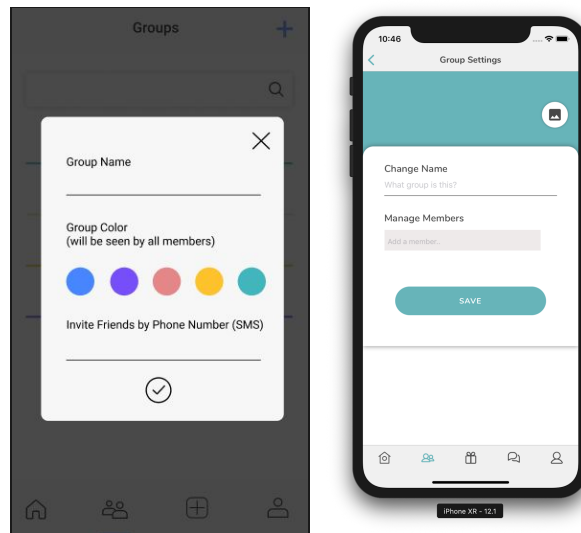 Groups
Group Name
Group Color
(will be seen by all members)
Invite Friends by Phone Number (SMS)
10:46
Group Settings
Change Name
What group is this?
Manage Members
Add a member..
SAVE
iPhone XR - 12.1